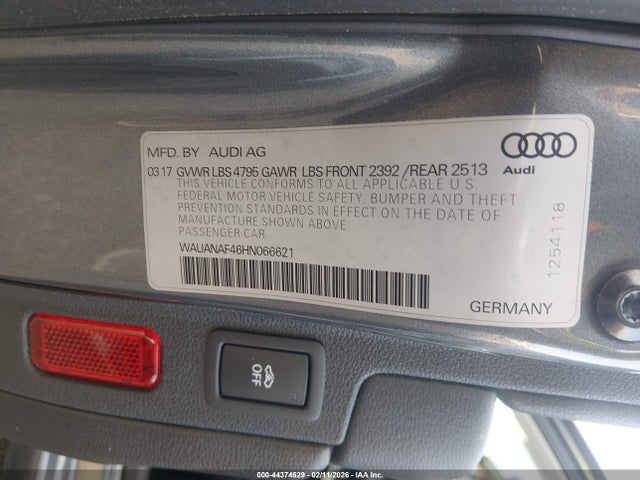 MFD. BY AUDI AG
03 17 GVWR LBS 4795 GAWR LBS FRONT 2392 /REAR 2513
THIS VEHICLE CONFORMS TO ALL APPLICABLE U S
FEDERAL MOTOR VEHICLE SAFETY, BUMPER AND THEFT
PREVENTION STANDARDS IN EFFECT ON THE DATE OF
MANUFACTURE SHOWN ABOVE
PASSENGER CAR
WAUANAF46HN066621
Audi
1254118
GERMANY
OFF
000-44374629 - 02/11/2026 - IAA Inc.